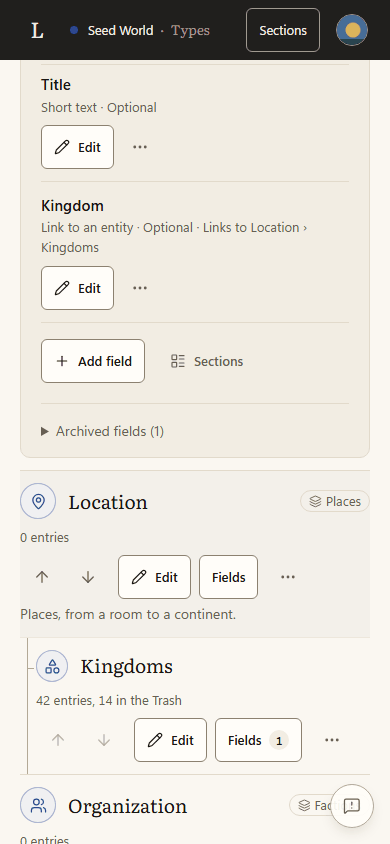 L
Seed World · Types
Sections
Title
Short text · Optional
Edit
Kingdom
Link to an entity · Optional · Links to Location ›
Kingdoms
Edit
Add field
Sections
Archived fields (1)
Location
Places
0 entries
Edit
Fields
Places, from a room to a continent.
Kingdoms
42 entries, 14 in the Trash
Edit
Fields 1
Organization
0 entries